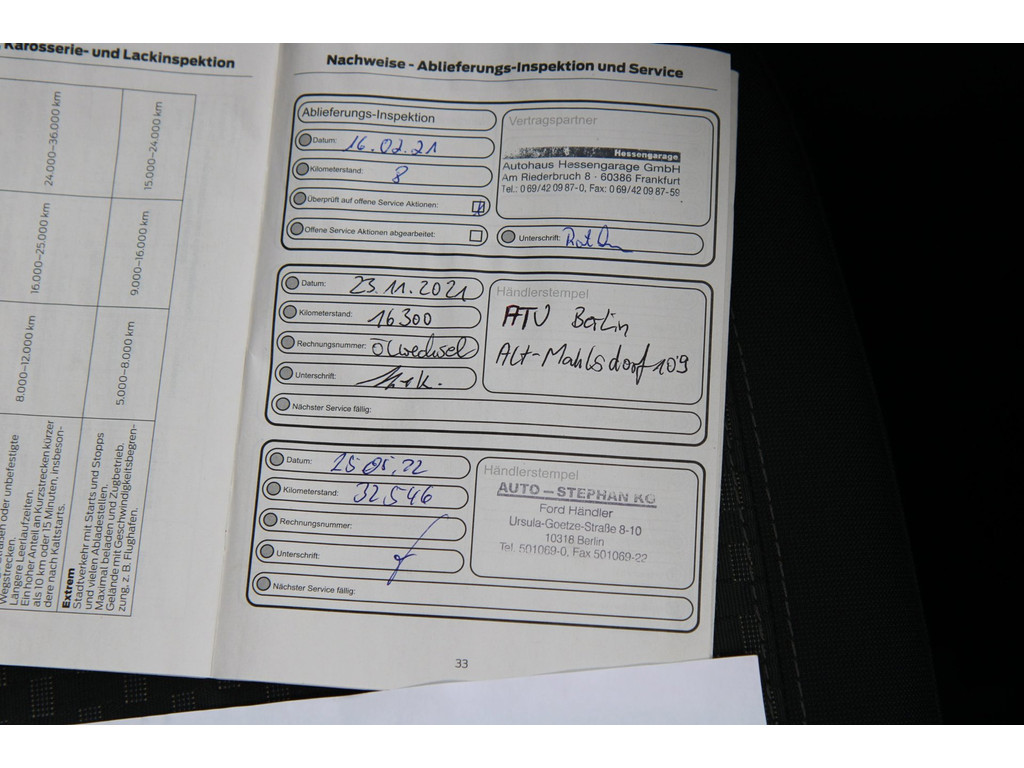 Karosserie- und Lackinspektion
24.000–36.000 km
15.000–24.000 km
16.000–25.000 km
9.000–16.000 km
8.000–12.000 km
5.000–8.000 km
oder unbefestigte
Wegstrecken.
Längere Leerlaufzeiten.
Ein hoher Anteil an Kurzstrecken kürzer
als 10 km oder 15 Minuten, insbeson-
dere nach Kaltstarts.
Extrem
Stadtverkehr mit Starts und Stopps
und vielen Abladestellen.
Maximal beladen und Zugbetrieb.
Gelände mit Geschwindigkeitsbegren-
zung, z. B. Flughafen.
Nachweise - Ablieferungs-Inspektion und Service
Ablieferungs-Inspektion
Datum: 16.02.21
Kilometerstand: 8
Überprüft auf offene Service Aktionen:
Offene Service Aktionen abgearbeitet:
Vertragspartner
Hessengarage
Autohaus Hessengarage GmbH
Am Riederbruch 8 · 60386 Frankfurt
Tel.: 0 69/42 09 87-0, Fax: 0 69/42 09 87-59
Unterschrift:
Datum: 23.11.2021
Kilometerstand: 16300
Rechnungsnummer: Ölwechsel
Unterschrift:
Nächster Service fällig:
Händlerstempel
ATU Berlin
Alt-Mahlsdorf 109
Datum: 25.05.22
Kilometerstand: 32546
Rechnungsnummer:
Unterschrift:
Nächster Service fällig:
Händlerstempel
AUTO – STEPHAN KG
Ford Händler
Ursula-Goetze-Straße 8-10
10318 Berlin
Tel. 501069-0, Fax 501069-22
33